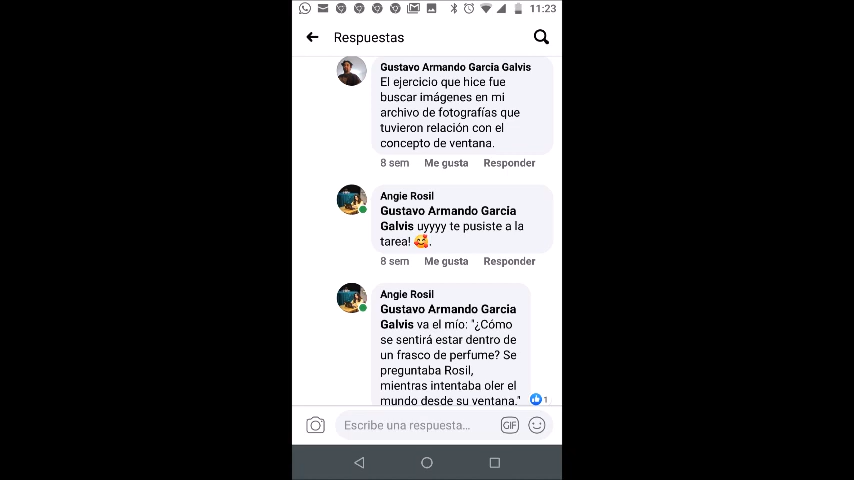 11:23
Respuestas
Gustavo Armando Garcia Galvis
El ejercicio que hice fue
buscar imágenes en mi
archivo de fotografías que
tuvieron relación con el
concepto de ventana.
8 sem Me gusta Responder
Angie Rosil
Gustavo Armando Garcia
Galvis uyyyy te pusiste a la
tarea! 🥰.
8 sem Me gusta Responder
Angie Rosil
Gustavo Armando Garcia
Galvis va el mío: "¿Cómo
se sentirá estar dentro de
un frasco de perfume? Se
preguntaba Rosil,
mientras intentaba oler el
mundo desde su ventana."
1
Escribe una respuesta... GIF